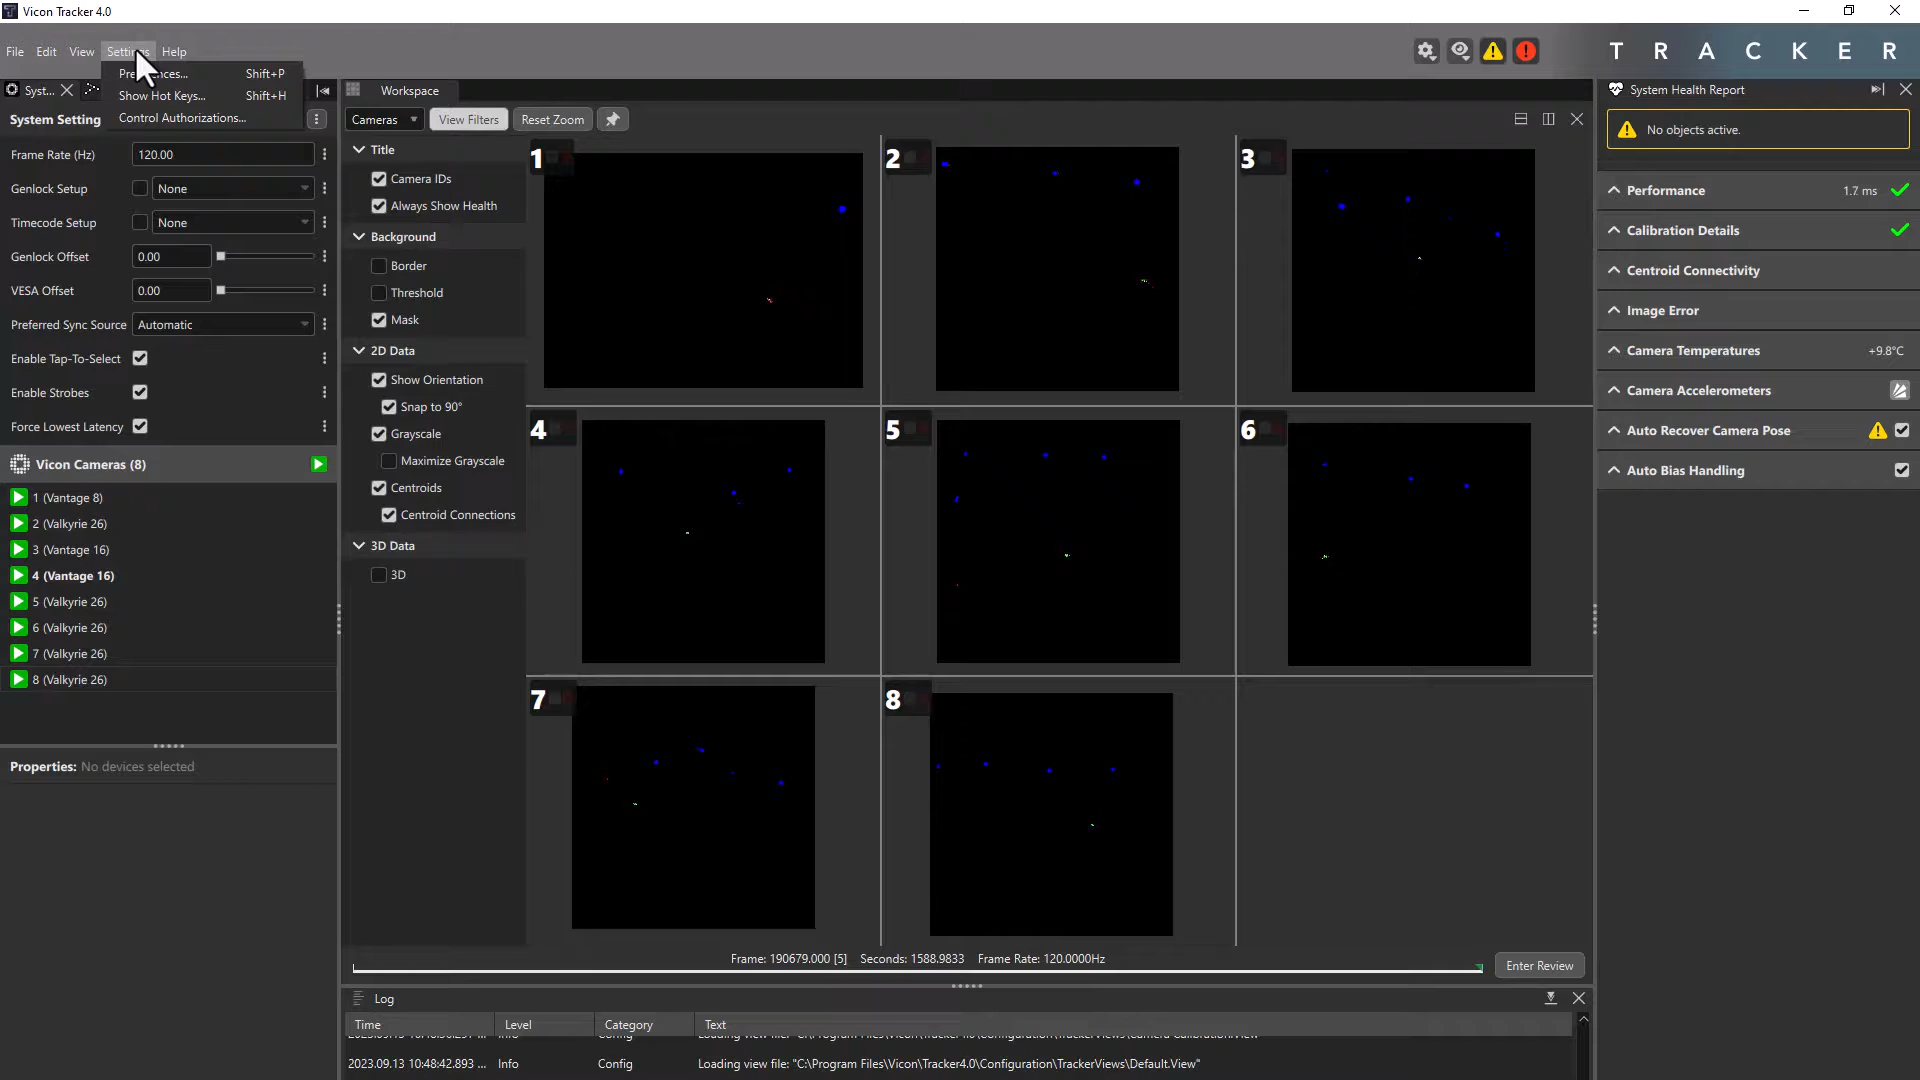 Vicon Tracker 4.0
File Edit View Settings Help
TRACKER
Preferences... Shift+P
Show Hot Keys... Shift+H
Control Authorizations...
Syst...
System Setting
Frame Rate (Hz) 120.00
Genlock Setup None
Timecode Setup None
Genlock Offset 0.00
VESA Offset 0.00
Preferred Sync Source Automatic
Enable Tap-To-Select
Enable Strobes
Force Lowest Latency
Vicon Cameras (8)
1 (Vantage 8)
2 (Valkyrie 26)
3 (Vantage 16)
4 (Vantage 16)
5 (Valkyrie 26)
6 (Valkyrie 26)
7 (Valkyrie 26)
8 (Valkyrie 26)
Properties: No devices selected
Workspace
Cameras View Filters Reset Zoom
Title
Camera IDs
Always Show Health
Background
Border
Threshold
Mask
2D Data
Show Orientation
Snap to 90°
Grayscale
Maximize Grayscale
Centroids
Centroid Connections
3D Data
3D
1 2 3
4 5 6
7 8
Frame: 190679.000 [5] Seconds: 1588.9833 Frame Rate: 120.0000Hz
Enter Review
Log
Time Level Category Text
2023.09.13 10:48:42.893 ... Info Config Loading view file: "C:\Program Files\Vicon\Tracker4.0\Configuration\TrackerViews\Default.View"
System Health Report
No objects active.
Performance 1.7 ms
Calibration Details
Centroid Connectivity
Image Error
Camera Temperatures +9.8°C
Camera Accelerometers
Auto Recover Camera Pose
Auto Bias Handling